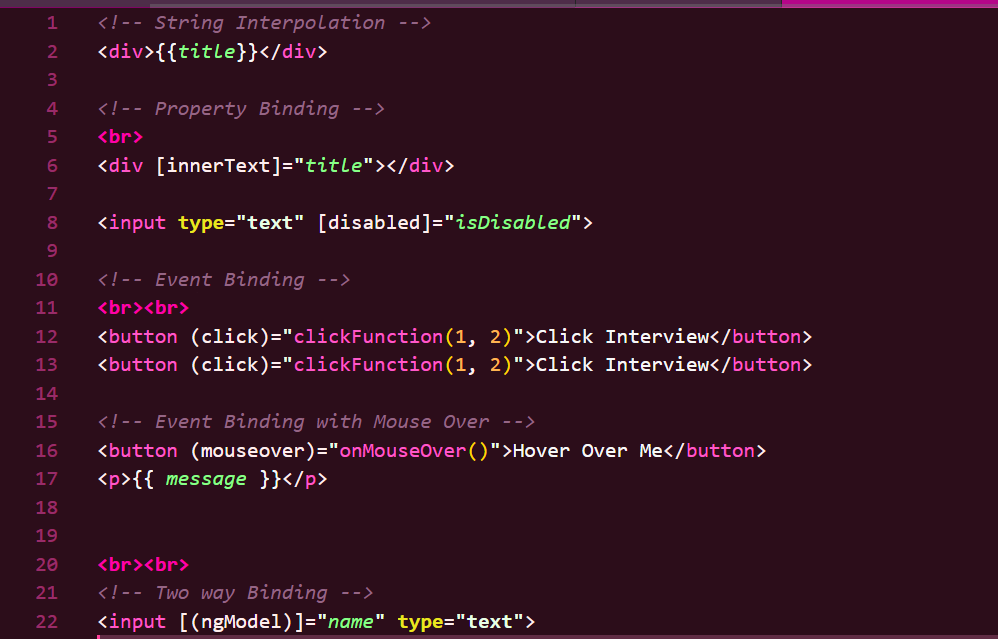 1 <!-- String Interpolation -->
2 <div>{{title}}</div>
3
4 <!-- Property Binding -->
5 <br>
6 <div [innerText]="title"></div>
7
8 <input type="text" [disabled]="isDisabled">
9
10 <!-- Event Binding -->
11 <br><br>
12 <button (click)="clickFunction(1, 2)">Click Interview</button>
13 <button (click)="clickFunction(1, 2)">Click Interview</button>
14
15 <!-- Event Binding with Mouse Over -->
16 <button (mouseover)="onMouseOver()">Hover Over Me</button>
17 <p>{{ message }}</p>
18
19
20 <br><br>
21 <!-- Two way Binding -->
22 <input [(ngModel)]="name" type="text">